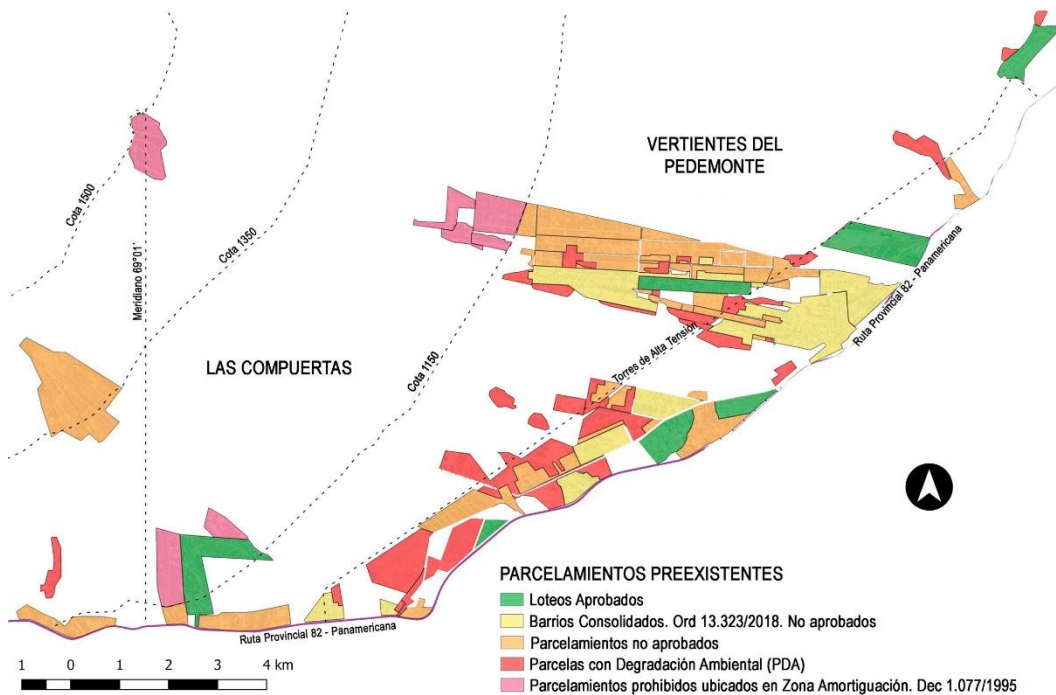 VERTIENTES DEL
PEDEMONTE
Cota 1500
Cota 1350
Meridiano 69°01'
LAS COMPUERTAS
Cota 1150
Torres de Alta Tensión
Ruta Provincial 82 - Panamericana
Ruta Provincial 82 - Panamericana
1 0 1 2 3 4 km
PARCELAMIENTOS PREEXISTENTES
Loteos Aprobados
Barrios Consolidados. Ord 13.323/2018. No aprobados
Parcelamientos no aprobados
Parcelas con Degradación Ambiental (PDA)
Parcelamientos prohibidos ubicados en Zona Amortiguación. Dec 1.077/1995